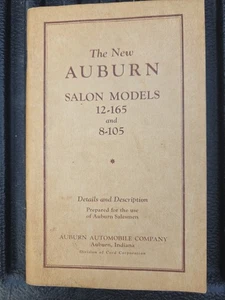 The New
AUBURN
SALON MODELS
12-165
and
8-105
Details and Description
Prepared for the use
of Auburn Salesmen
AUBURN AUTOMOBILE COMPANY
Auburn, Indiana
Division of Cord Corporation